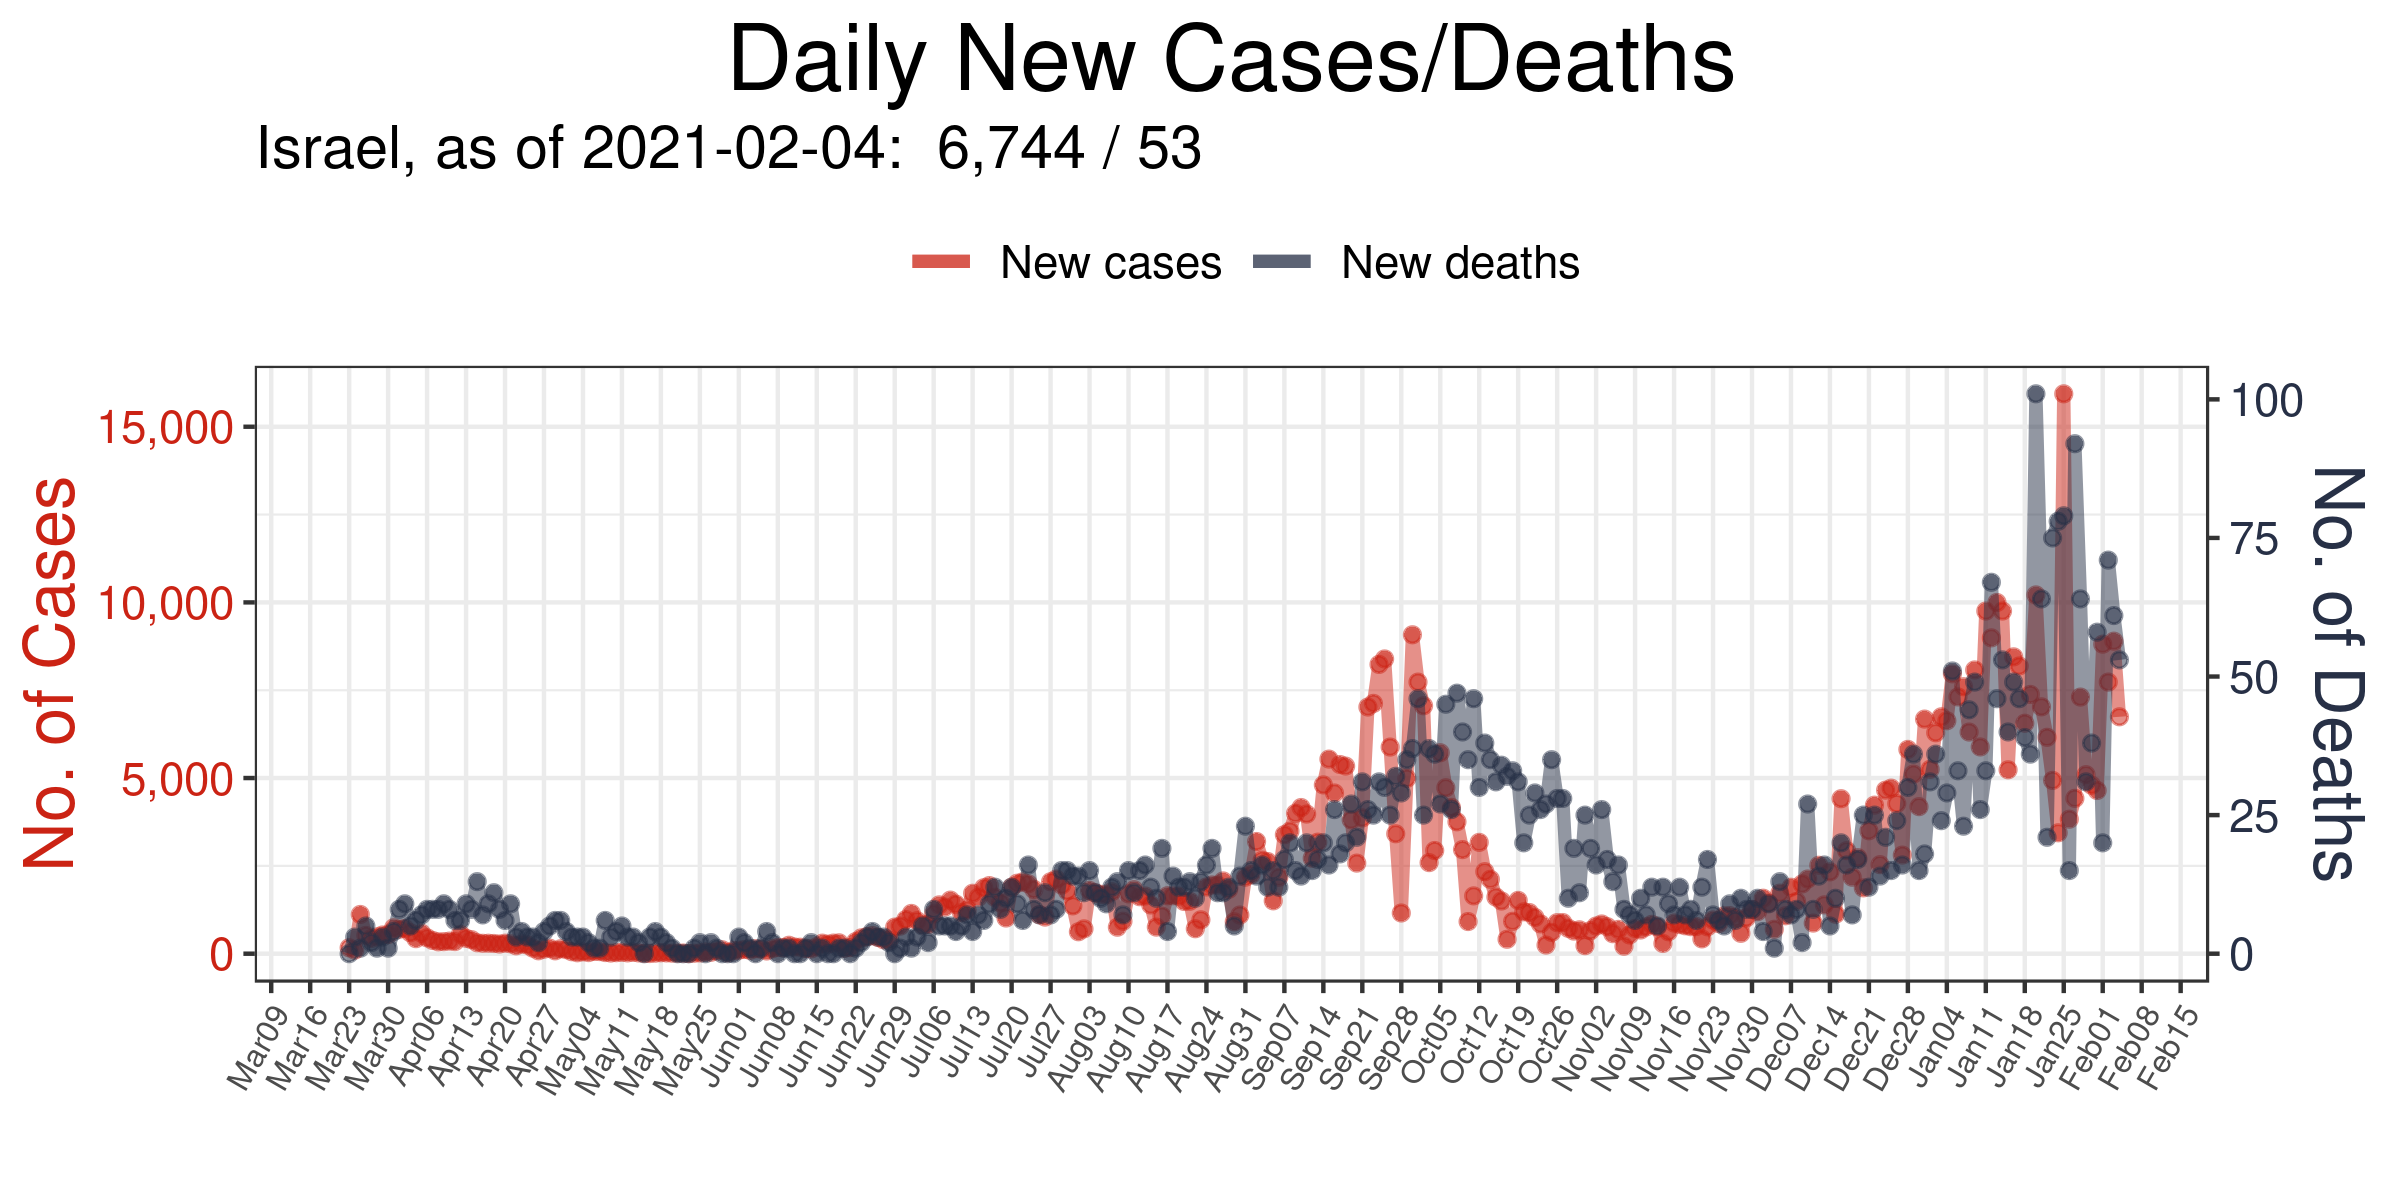 Daily New Cases/Deaths
Israel, as of 2021-02-04:  6,744 / 53
New cases
New deaths
No. of Cases
15,000
10,000
5,000
0
100
75
50
25
0
No. of Deaths
Mar09
Mar16
Mar23
Mar30
Apr06
Apr13
Apr20
Apr27
May04
May11
May18
May25
Jun01
Jun08
Jun15
Jun22
Jun29
Jul06
Jul13
Jul20
Jul27
Aug03
Aug10
Aug17
Aug24
Aug31
Sep07
Sep14
Sep21
Sep28
Oct05
Oct12
Oct19
Oct26
Nov02
Nov09
Nov16
Nov23
Nov30
Dec07
Dec14
Dec21
Dec28
Jan04
Jan11
Jan18
Jan25
Feb01
Feb08
Feb15